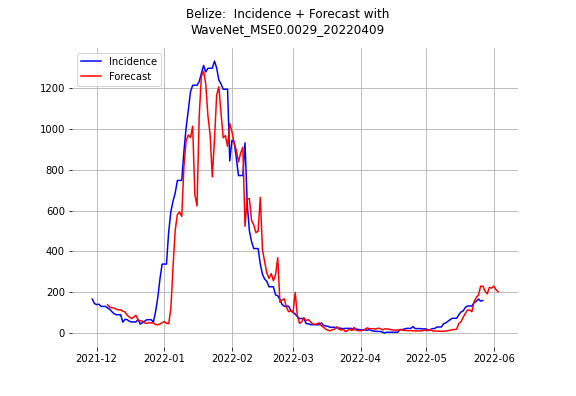 Belize:  Incidence + Forecast with
WaveNet_MSE0.0029_20220409
Incidence
Forecast
1200
1000
800
600
400
200
0
2021-12 2022-01 2022-02 2022-03 2022-04 2022-05 2022-06